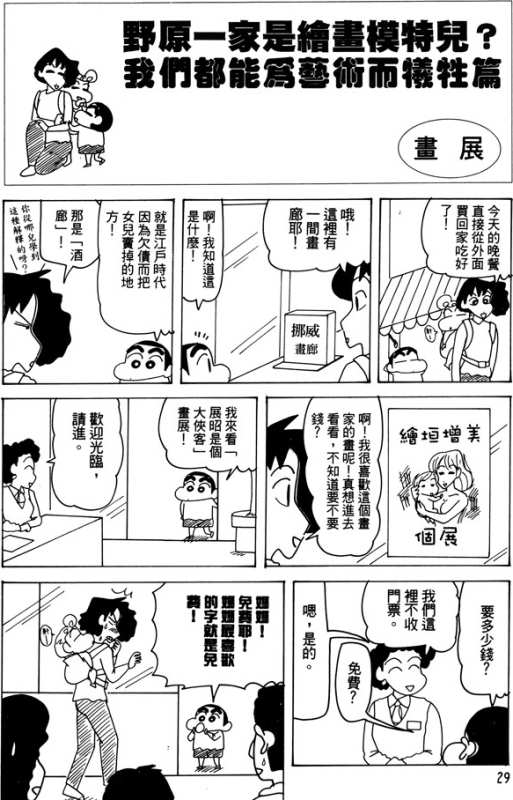 野原一家是繪畫模特兒?
我們都能為藝術而犧牲篇
畫展
今天的晚餐
直接從外面
買回家吃好
了!
哦!
這裡有
一間畫
廊耶!
挪威
畫廊
啊!我知道這
是什麼!
就是江戶時代
因為欠債而把
女兒賣掉的地
方!
那是「酒
廊」!
你從哪兒學到
這種解釋的呀?
繪垣增美
個展
啊!我很喜歡這個畫
家的畫呢!真想進去
看看,不知道要不要
錢?
我來看「
展昭是個
大俠客」
畫展!
歡迎光臨,
請進。
要多少錢?
我們這
裡不收
門票。
免費?
嗯,是的。
媽媽!
免費耶!
媽媽最喜歡
的字就是免
費!
29